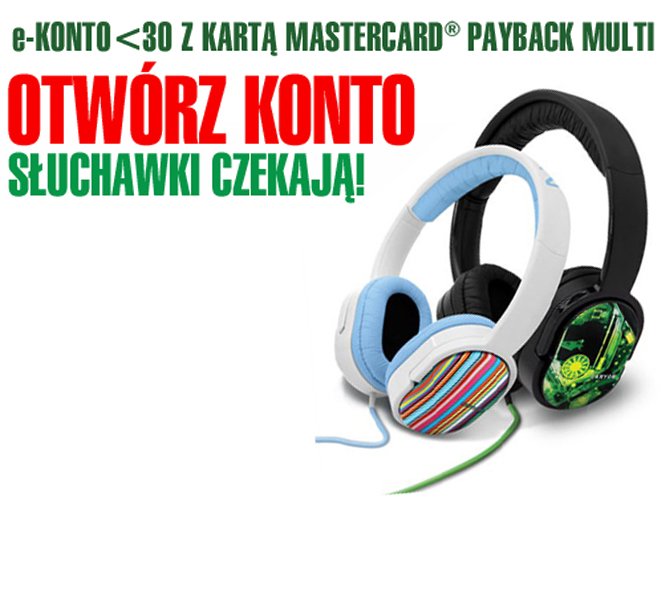 e-KONTO <30 Z KARTĄ MASTERCARD® PAYBACK MULTI
OTWÓRZ KONTO
SŁUCHAWKI CZEKAJĄ!